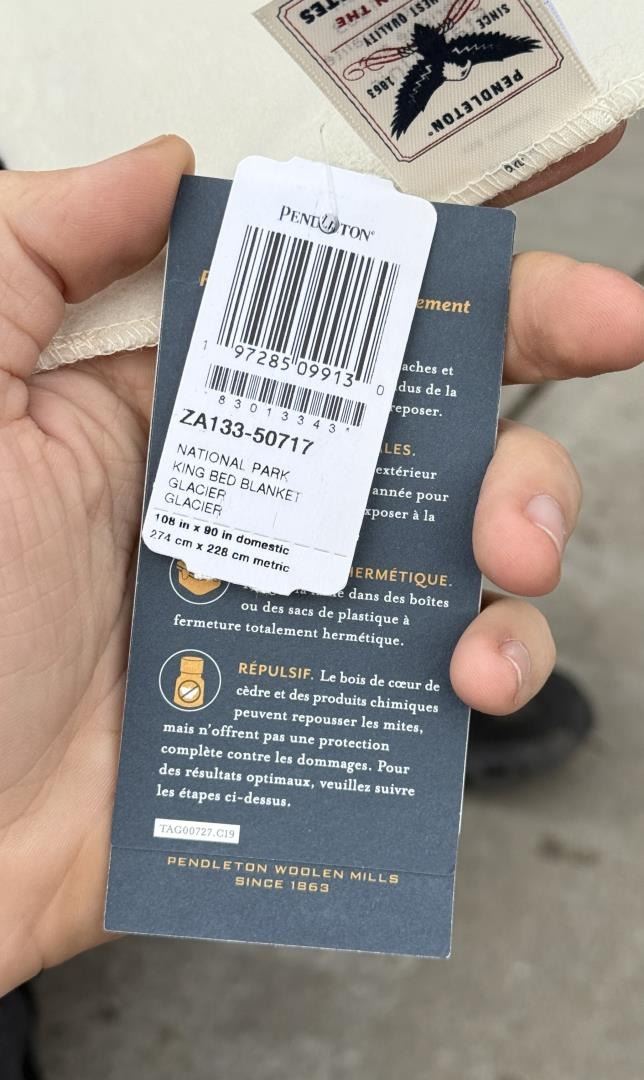 SINCE 1863
PENDLETON®
PENDLETON®
1 97285 09913 0
83013343
ZA133-50717
NATIONAL PARK
KING BED BLANKET
GLACIER
GLACIER
108 in x 90 in domestic
274 cm x 228 cm metric
ement
aches et
dus de la
reposer.
LES.
extérieur
année pour
xposer à la
HERMÉTIQUE.
dans des boîtes
ou des sacs de plastique à
fermeture totalement hermétique.
RÉPULSIF. Le bois de cœur de
cèdre et des produits chimiques
peuvent repousser les mites,
mais n'offrent pas une protection
complète contre les dommages. Pour
des résultats optimaux, veuillez suivre
les étapes ci-dessus.
TAG00727.C19
PENDLETON WOOLEN MILLS
SINCE 1863